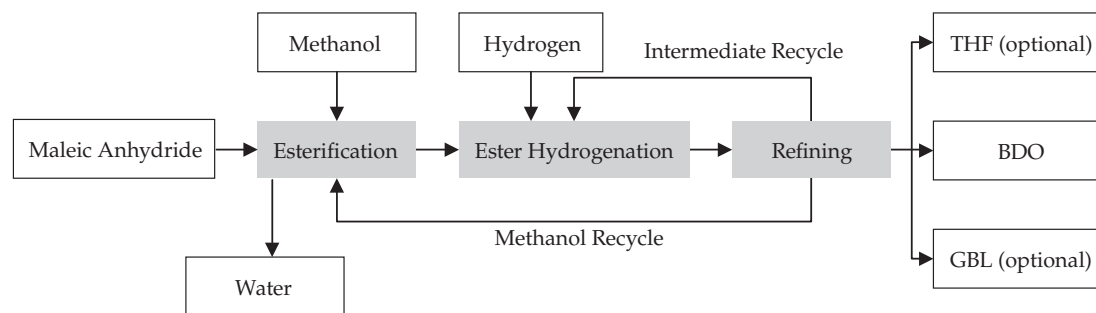 Methanol
Hydrogen
Intermediate Recycle
THF (optional)
Maleic Anhydride
Esterification
Ester Hydrogenation
Refining
BDO
Methanol Recycle
Water
GBL (optional)